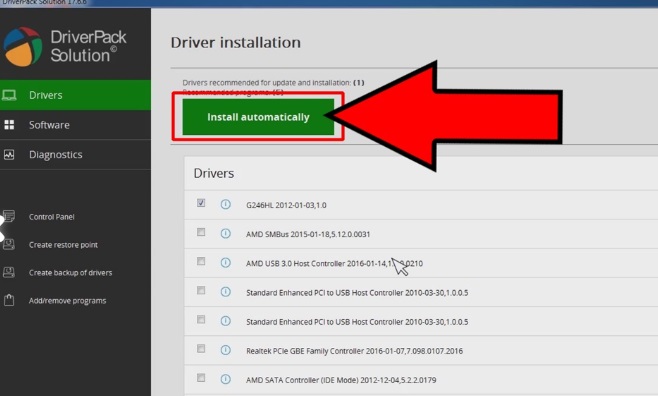 DriverPack Solution 17.6.6
DriverPack
Solution©
Driver installation
Drivers recommended for update and installation: (1)
Recommended programs: (5)
Install automatically
Drivers
Software
Diagnostics
Control Panel
Create restore point
Create backup of drivers
Add/remove programs
Drivers
G246HL 2012-01-03,1.0
AMD SMBus 2015-01-18,5.12.0.0031
AMD USB 3.0 Host Controller 2016-01-14,1
0.0210
Standard Enhanced PCI to USB Host Controller 2010-03-30,1.0.0.5
Standard Enhanced PCI to USB Host Controller 2010-03-30,1.0.0.5
Realtek PCIe GBE Family Controller 2016-01-07,7.098.0107.2016
AMD SATA Controller (IDE Mode) 2012-12-04,5.2.2.0179